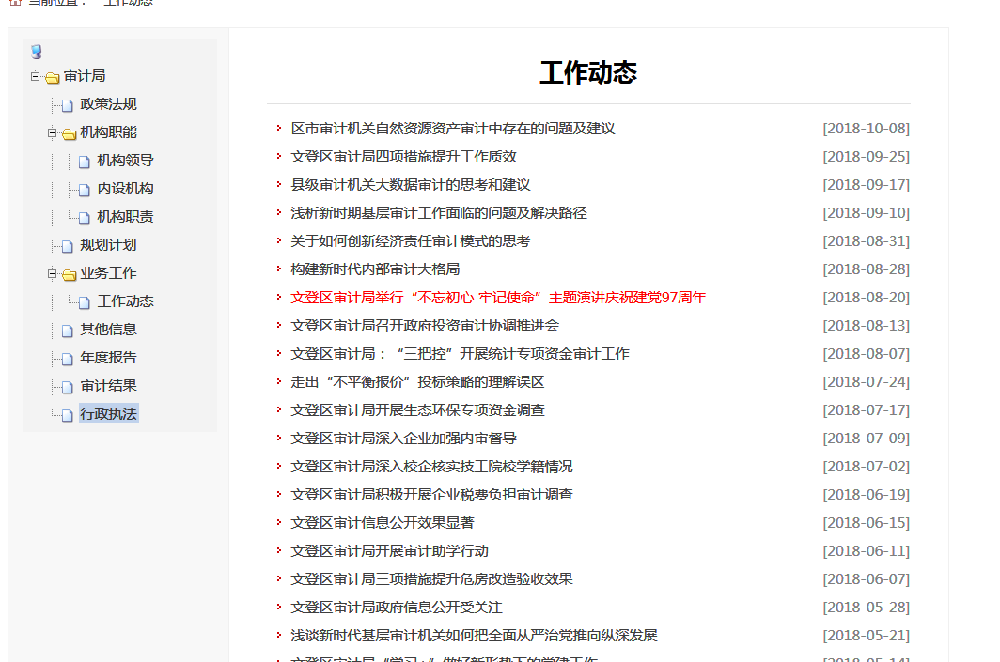 当前位置： 工作动态
审计局
政策法规
机构职能
机构领导
内设机构
机构职责
规划计划
业务工作
工作动态
其他信息
年度报告
审计结果
行政执法
工作动态
区市审计机关自然资源资产审计中存在的问题及建议 [2018-10-08]
文登区审计局四项措施提升工作质效 [2018-09-25]
县级审计机关大数据审计的思考和建议 [2018-09-17]
浅析新时期基层审计工作面临的问题及解决路径 [2018-09-10]
关于如何创新经济责任审计模式的思考 [2018-08-31]
构建新时代内部审计大格局 [2018-08-28]
文登区审计局举行“不忘初心 牢记使命”主题演讲庆祝建党97周年 [2018-08-20]
文登区审计局召开政府投资审计协调推进会 [2018-08-13]
文登区审计局：“三把控”开展统计专项资金审计工作 [2018-08-07]
走出“不平衡报价”投标策略的理解误区 [2018-07-24]
文登区审计局开展生态环保专项资金调查 [2018-07-17]
文登区审计局深入企业加强内审督导 [2018-07-09]
文登区审计局深入校企核实技工院校学籍情况 [2018-07-02]
文登区审计局积极开展企业税费负担审计调查 [2018-06-19]
文登区审计信息公开效果显著 [2018-06-15]
文登区审计局开展审计助学行动 [2018-06-11]
文登区审计局三项措施提升危房改造验收效果 [2018-06-07]
文登区审计局政府信息公开受关注 [2018-05-28]
浅谈新时代基层审计机关如何把全面从严治党推向纵深发展 [2018-05-21]
文登区审计局“学习+”做好新形势下的党建工作 [2018-05-14]